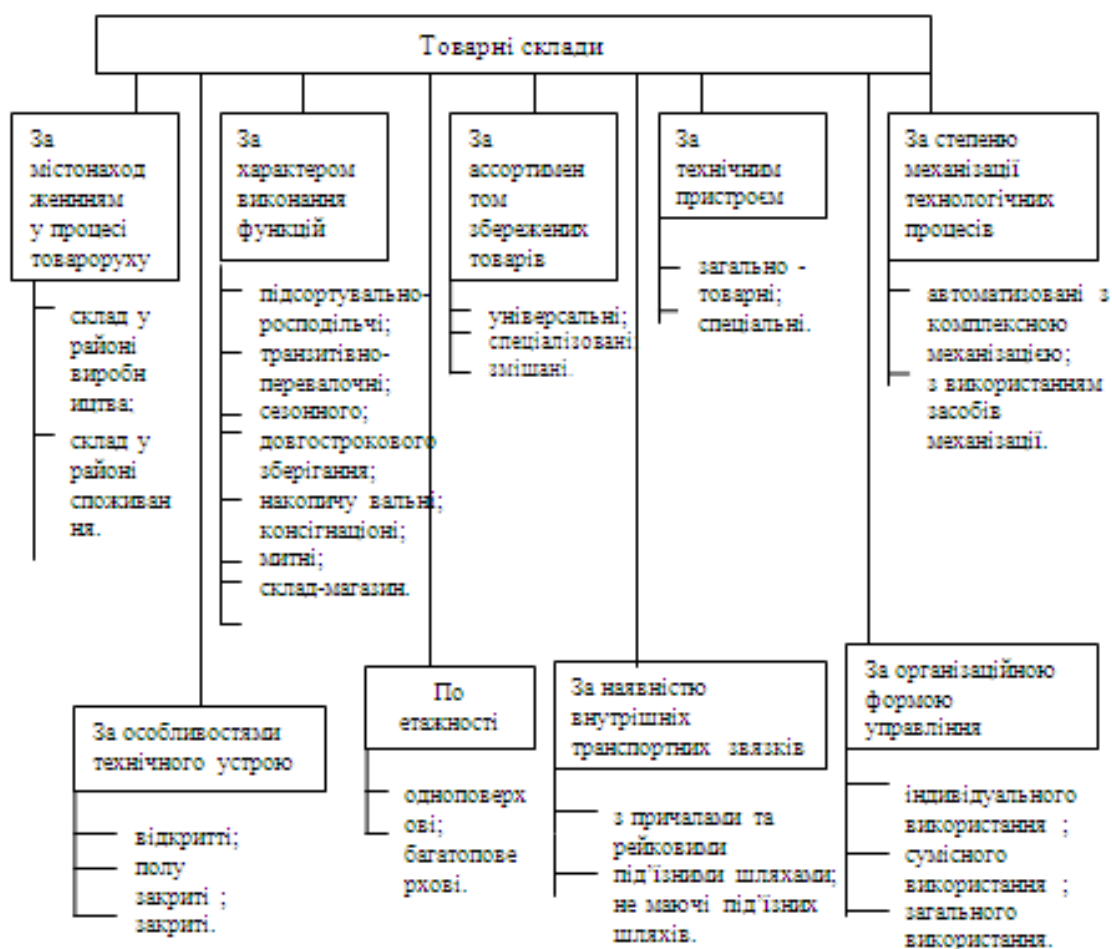 Товарні склади
За
містонаход
женнням
у процесі
товароруху
склад у
районі
виробн
ицтва;
склад у
районі
споживан
ня.
За
характером
виконання
функцій
підсортувально-
росподільчі;
транзитівно-
перевалочні;
сезонного;
довгострокового
зберігання;
накопичу вальні;
консігнаціоні;
митні;
склад-магазин.
За
ассортимен
том
збережених
товарів
універсальні;
спеціалізовані;
змішані.
За
технічним
пристроєм
загально -
товарні;
спеціальні.
За степеню
механізації
технологічних
процесів
автоматизовані з
комплексною
механізацією;
з використанням
засобів
механізації.
За особливостями
технічного устрою
відкритті;
полу
закриті ;
закриті.
По
етажності
одноповерх
ові;
багатопове
рхові.
За наявністю
внутрішніх
транспортних звязків
з причалами та
рейковими
під’їзними шляхами;
не маючі під’їзних
шляхів.
За організаційною
формою
управління
індивідуального
використання ;
сумісного
використання ;
загального
використання.